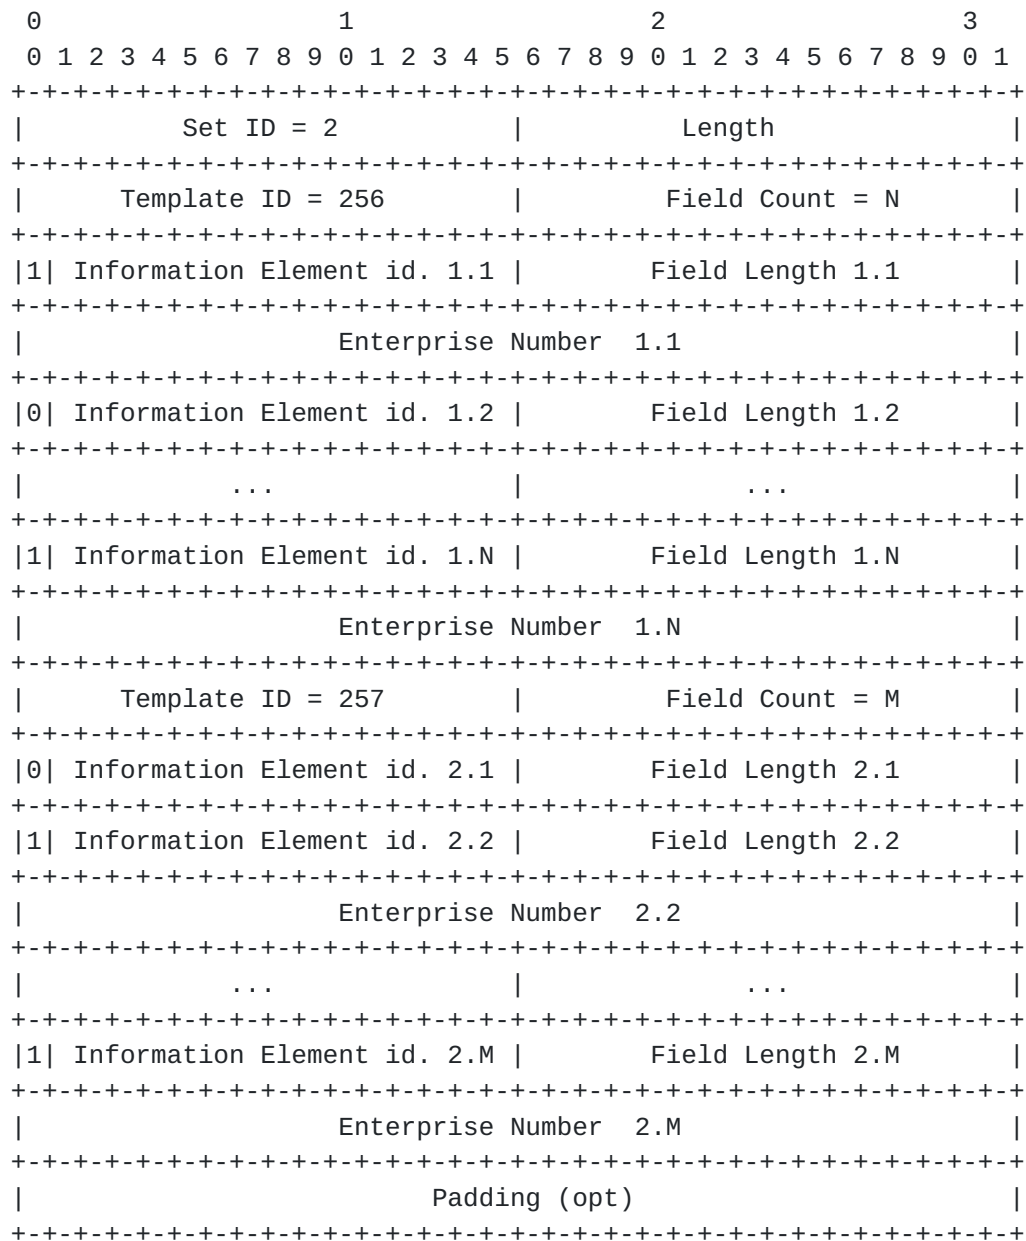 0                   1                   2                   3
 0 1 2 3 4 5 6 7 8 9 0 1 2 3 4 5 6 7 8 9 0 1 2 3 4 5 6 7 8 9 0 1
+-+-+-+-+-+-+-+-+-+-+-+-+-+-+-+-+-+-+-+-+-+-+-+-+-+-+-+-+-+-+-+-+
|          Set ID = 2           |          Length               |
+-+-+-+-+-+-+-+-+-+-+-+-+-+-+-+-+-+-+-+-+-+-+-+-+-+-+-+-+-+-+-+-+
|      Template ID = 256        |         Field Count = N       |
+-+-+-+-+-+-+-+-+-+-+-+-+-+-+-+-+-+-+-+-+-+-+-+-+-+-+-+-+-+-+-+-+
|1| Information Element id. 1.1 |        Field Length 1.1       |
+-+-+-+-+-+-+-+-+-+-+-+-+-+-+-+-+-+-+-+-+-+-+-+-+-+-+-+-+-+-+-+-+
|                    Enterprise Number  1.1                     |
+-+-+-+-+-+-+-+-+-+-+-+-+-+-+-+-+-+-+-+-+-+-+-+-+-+-+-+-+-+-+-+-+
|0| Information Element id. 1.2 |        Field Length 1.2       |
+-+-+-+-+-+-+-+-+-+-+-+-+-+-+-+-+-+-+-+-+-+-+-+-+-+-+-+-+-+-+-+-+
|             ...               |              ...              |
+-+-+-+-+-+-+-+-+-+-+-+-+-+-+-+-+-+-+-+-+-+-+-+-+-+-+-+-+-+-+-+-+
|1| Information Element id. 1.N |        Field Length 1.N       |
+-+-+-+-+-+-+-+-+-+-+-+-+-+-+-+-+-+-+-+-+-+-+-+-+-+-+-+-+-+-+-+-+
|                    Enterprise Number  1.N                     |
+-+-+-+-+-+-+-+-+-+-+-+-+-+-+-+-+-+-+-+-+-+-+-+-+-+-+-+-+-+-+-+-+
|      Template ID = 257        |         Field Count = M       |
+-+-+-+-+-+-+-+-+-+-+-+-+-+-+-+-+-+-+-+-+-+-+-+-+-+-+-+-+-+-+-+-+
|0| Information Element id. 2.1 |        Field Length 2.1       |
+-+-+-+-+-+-+-+-+-+-+-+-+-+-+-+-+-+-+-+-+-+-+-+-+-+-+-+-+-+-+-+-+
|1| Information Element id. 2.2 |        Field Length 2.2       |
+-+-+-+-+-+-+-+-+-+-+-+-+-+-+-+-+-+-+-+-+-+-+-+-+-+-+-+-+-+-+-+-+
|                    Enterprise Number  2.2                     |
+-+-+-+-+-+-+-+-+-+-+-+-+-+-+-+-+-+-+-+-+-+-+-+-+-+-+-+-+-+-+-+-+
|             ...               |              ...              |
+-+-+-+-+-+-+-+-+-+-+-+-+-+-+-+-+-+-+-+-+-+-+-+-+-+-+-+-+-+-+-+-+
|1| Information Element id. 2.M |        Field Length 2.M       |
+-+-+-+-+-+-+-+-+-+-+-+-+-+-+-+-+-+-+-+-+-+-+-+-+-+-+-+-+-+-+-+-+
|                    Enterprise Number  2.M                     |
+-+-+-+-+-+-+-+-+-+-+-+-+-+-+-+-+-+-+-+-+-+-+-+-+-+-+-+-+-+-+-+-+
|                          Padding (opt)                        |
+-+-+-+-+-+-+-+-+-+-+-+-+-+-+-+-+-+-+-+-+-+-+-+-+-+-+-+-+-+-+-+-+